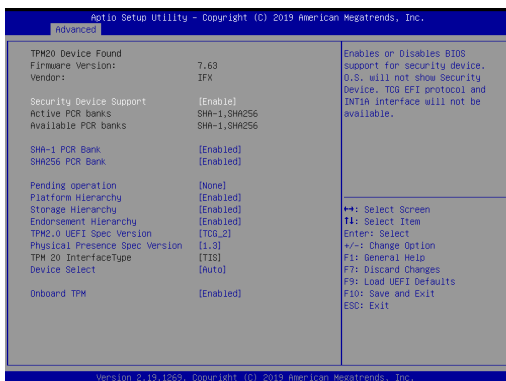 Aptio Setup Utility – Copyright (C) 2019 American Megatrends, Inc.
Advanced
TPM20 Device Found
Firmware Version: 7.63
Vendor: IFX
Security Device Support [Enable]
Active PCR banks SHA-1,SHA256
Available PCR banks SHA-1,SHA256
SHA-1 PCR Bank [Enabled]
SHA256 PCR Bank [Enabled]
Pending operation [None]
Platform Hierarchy [Enabled]
Storage Hierarchy [Enabled]
Endorsement Hierarchy [Enabled]
TPM2.0 UEFI Spec Version [TCG_2]
Physical Presence Spec Version [1.3]
TPM 20 InterfaceType [TIS]
Device Select [Auto]
Onboard TPM [Enabled]
Enables or Disables BIOS
support for security device.
O.S. will not show Security
Device. TCG EFI protocol and
INT1A interface will not be
available.
↔: Select Screen
↑↓: Select Item
Enter: Select
+/-: Change Option
F1: General Help
F7: Discard Changes
F9: Load UEFI Defaults
F10: Save and Exit
ESC: Exit
Version 2.19.1269. Copyright (C) 2019 American Megatrends, Inc.